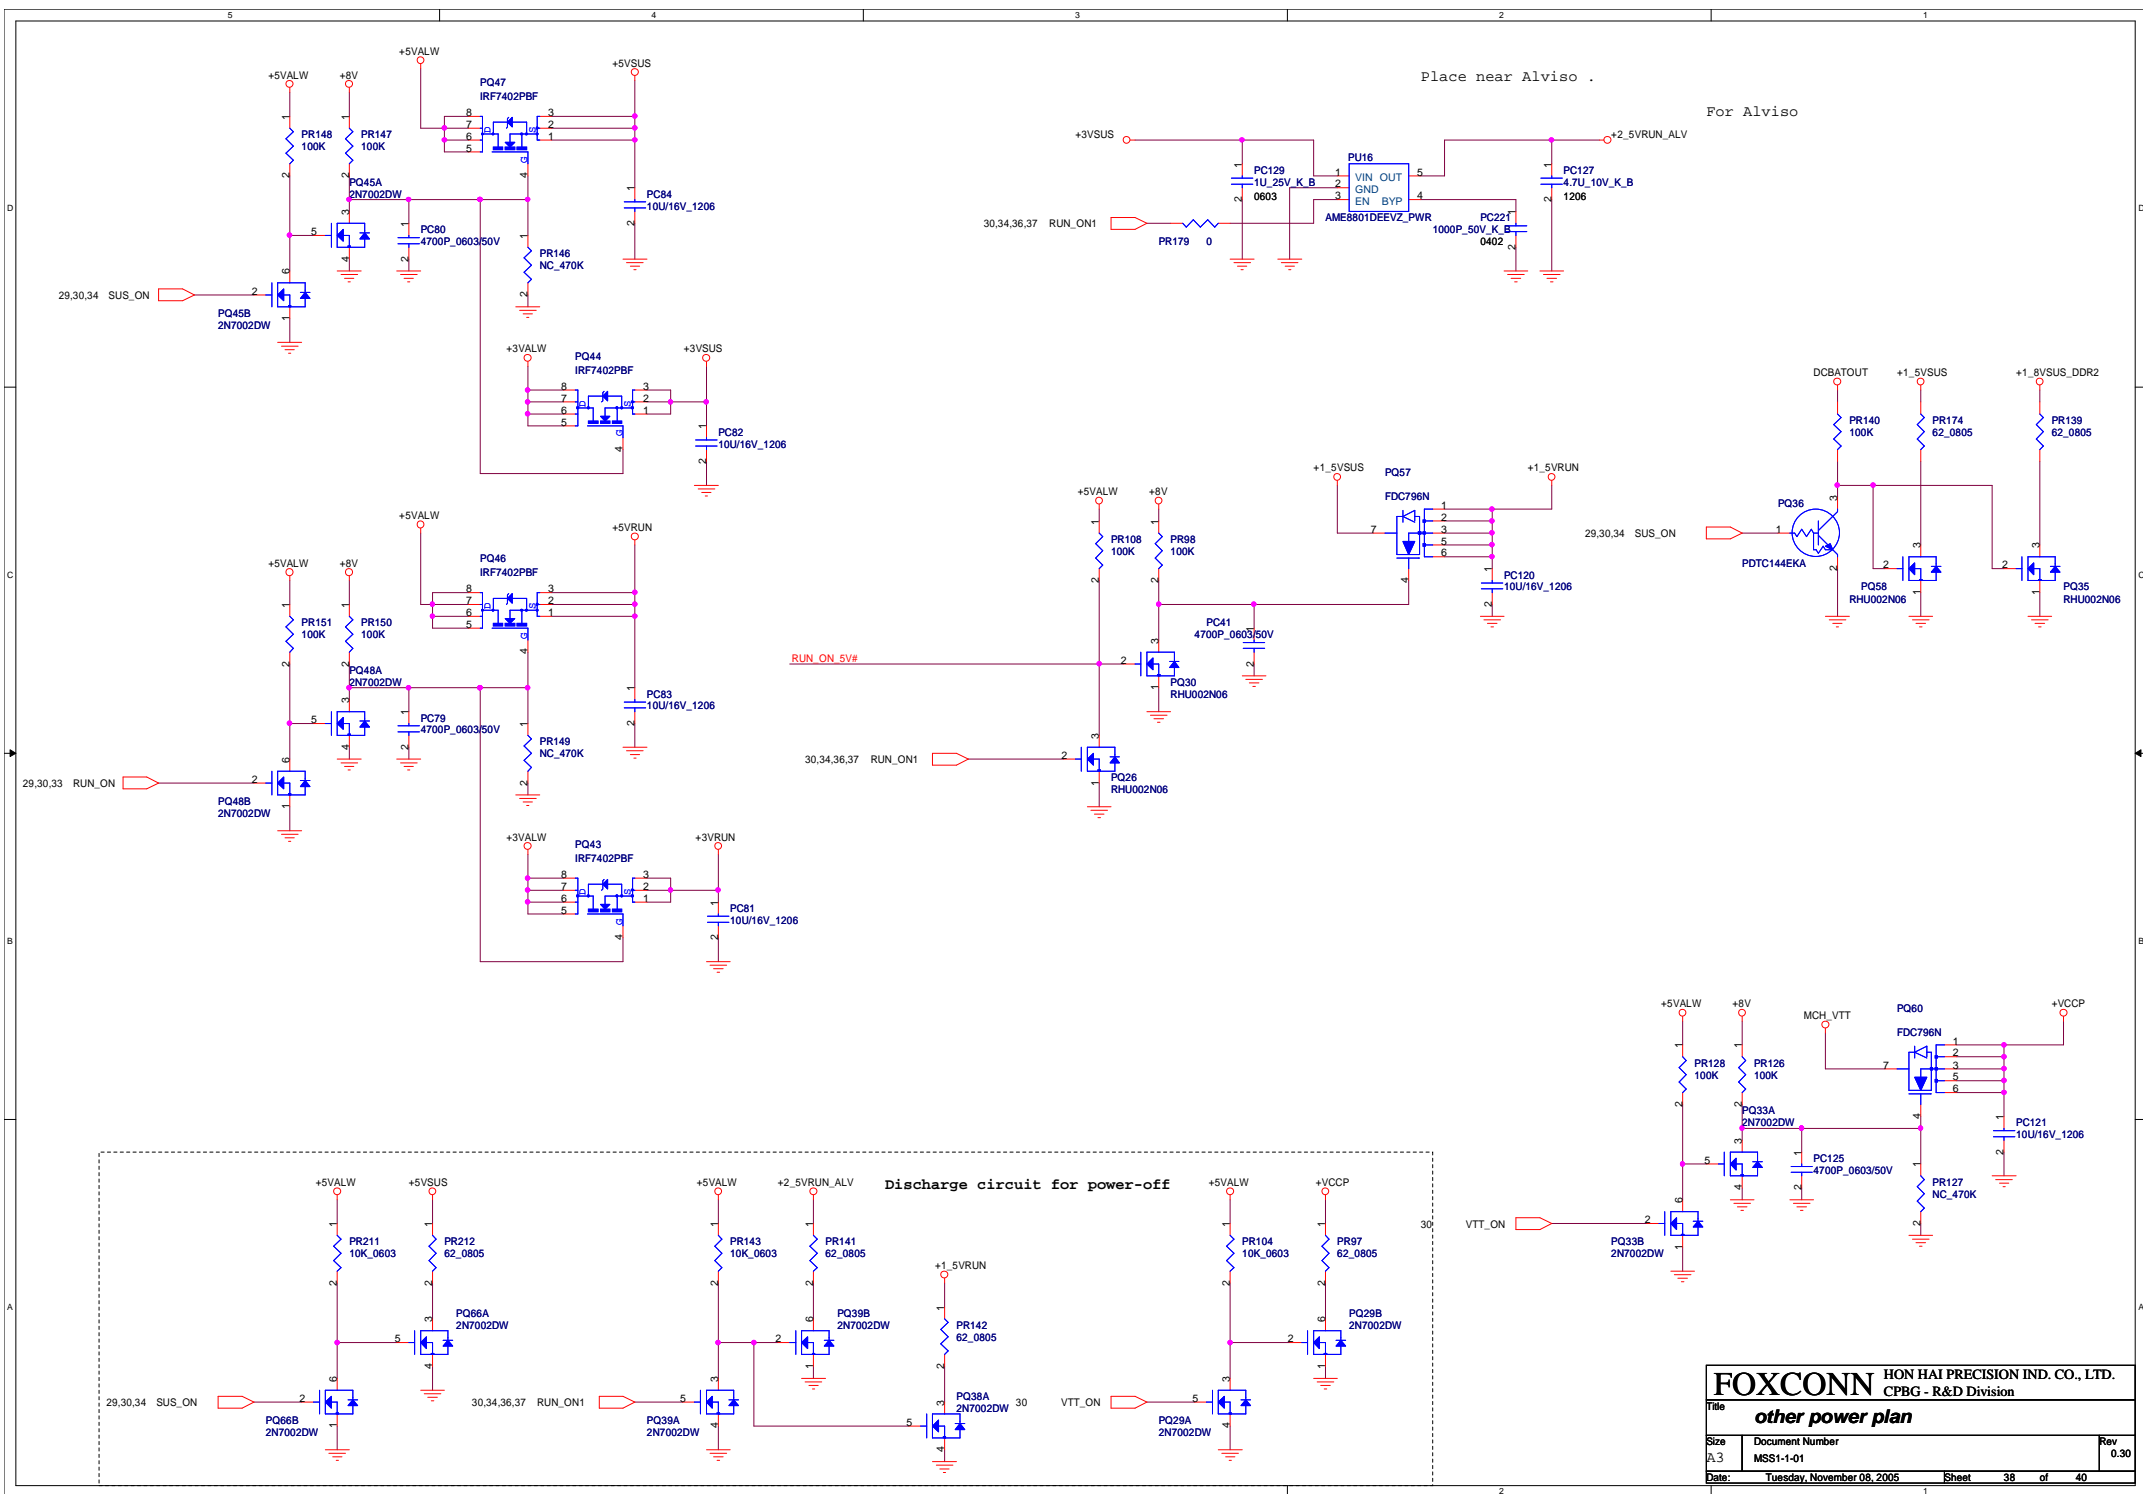 5 4 3 2 1
+5VALW
+8V
+5VALW
PQ47
IRF7402PBF
+5VSUS
PR148
100K
PR147
100K
PQ45A
2N7002DW
PC80
4700P_0603/50V
PR146
NC_470K
PC84
10U/16V_1206
29,30,34 SUS_ON
PQ45B
2N7002DW
+3VALW
PQ44
IRF7402PBF
+3VSUS
PC82
10U/16V_1206
Place near Alviso .
For Alviso
+3VSUS
PC129
1U_25V_K_B
0603
PU16
VIN OUT
GND
EN BYP
AME8801DEEVZ_PWR
+2_5VRUN_ALV
PC127
4.7U_10V_K_B
1206
PC221
1000P_50V_K_B
0402
30,34,36,37 RUN_ON1
PR179 0
DCBATOUT
+1_5VSUS
+1_8VSUS_DDR2
PR140
100K
PR174
62_0805
PR139
62_0805
PQ36
PDTC144EKA
29,30,34 SUS_ON
PQ58
RHU002N06
PQ35
RHU002N06
+5VALW
+8V
+1_5VSUS
PQ57
FDC796N
+1_5VRUN
PR108
100K
PR98
100K
PC120
10U/16V_1206
PC41
4700P_0603/50V
RUN_ON_5V#
PQ30
RHU002N06
30,34,36,37 RUN_ON1
PQ26
RHU002N06
+5VALW
+8V
+5VALW
PQ46
IRF7402PBF
+5VRUN
PR151
100K
PR150
100K
PQ48A
2N7002DW
PC79
4700P_0603/50V
PR149
NC_470K
PC83
10U/16V_1206
29,30,33 RUN_ON
PQ48B
2N7002DW
+3VALW
PQ43
IRF7402PBF
+3VRUN
PC81
10U/16V_1206
+5VALW
+8V
MCH_VTT
PQ60
FDC796N
+VCCP
PR128
100K
PR126
100K
PQ33A
2N7002DW
PC125
4700P_0603/50V
PR127
NC_470K
PC121
10U/16V_1206
30 VTT_ON
PQ33B
2N7002DW
Discharge circuit for power-off
+5VALW
+5VSUS
PR211
10K_0603
PR212
62_0805
PQ66A
2N7002DW
29,30,34 SUS_ON
PQ66B
2N7002DW
+5VALW
+2_5VRUN_ALV
PR143
10K_0603
PR141
62_0805
PQ39B
2N7002DW
+1_5VRUN
PR142
62_0805
30,34,36,37 RUN_ON1
PQ39A
2N7002DW
PQ38A
2N7002DW
+5VALW
+VCCP
PR104
10K_0603
PR97
62_0805
PQ29B
2N7002DW
30 VTT_ON
PQ29A
2N7002DW
FOXCONN HON HAI PRECISION IND. CO., LTD.
CPBG - R&D Division
Title
other power plan
Size Document Number Rev
A3 MSS1-1-01 0.30
Date: Tuesday, November 08, 2005 Sheet 38 of 40